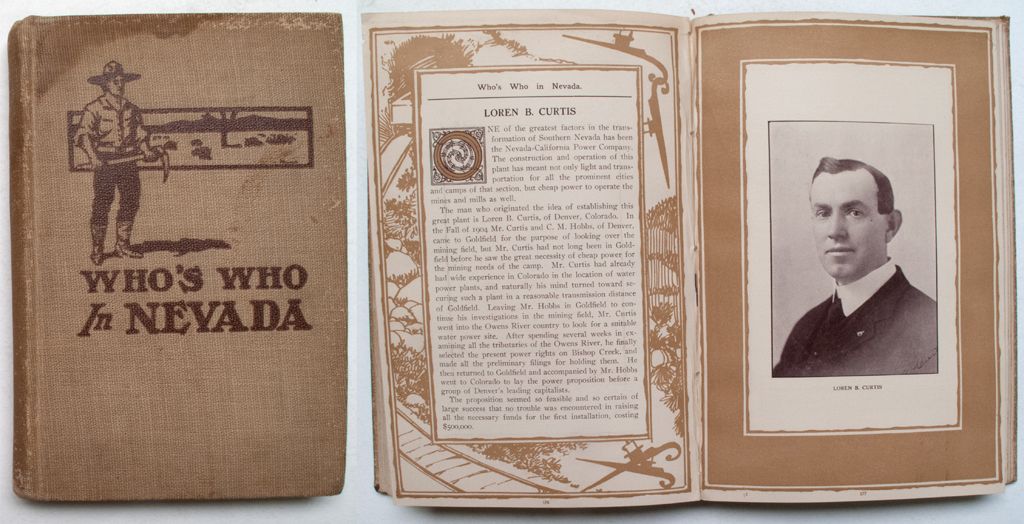 WHO'S WHO
In NEVADA
Who's Who in Nevada.
LOREN B. CURTIS
ONE of the greatest factors in the trans-
formation of Southern Nevada has been
the Nevada-California Power Company.
The construction and operation of this
plant has meant not only light and trans-
portation for all the prominent cities
and camps of that section, but cheap power to operate the
mines and mills as well.
The man who originated the idea of establishing this
great plant is Loren B. Curtis, of Denver, Colorado. In
the Fall of 1904 Mr. Curtis and C. M. Hobbs, of Denver,
came to Goldfield for the purpose of looking over the
mining field, but Mr. Curtis had not long been in Gold-
field before he saw the great necessity of cheap power for
the mining needs of the camp. Mr. Curtis had already
had wide experience in Colorado in the location of water
power plants, and naturally his mind turned toward se-
curing such a plant in a reasonable transmission distance
of Goldfield. Leaving Mr. Hobbs in Goldfield to con-
tinue his investigations in the mining field, Mr. Curtis
went into the Owens River country to look for a suitable
water power site. After spending several weeks in ex-
amining all the tributaries of the Owens River, he finally
selected the present power rights on Bishop Creek, and
made all the preliminary filings for holding them. He
then returned to Goldfield and accompanied by Mr. Hobbs
went to Colorado to lay the power proposition before a
group of Denver's leading capitalists.
The proposition seemed so feasible and so certain of
large success that no trouble was encountered in raising
all the necessary funds for the first installation, costing
$500,000.
LOREN B. CURTIS